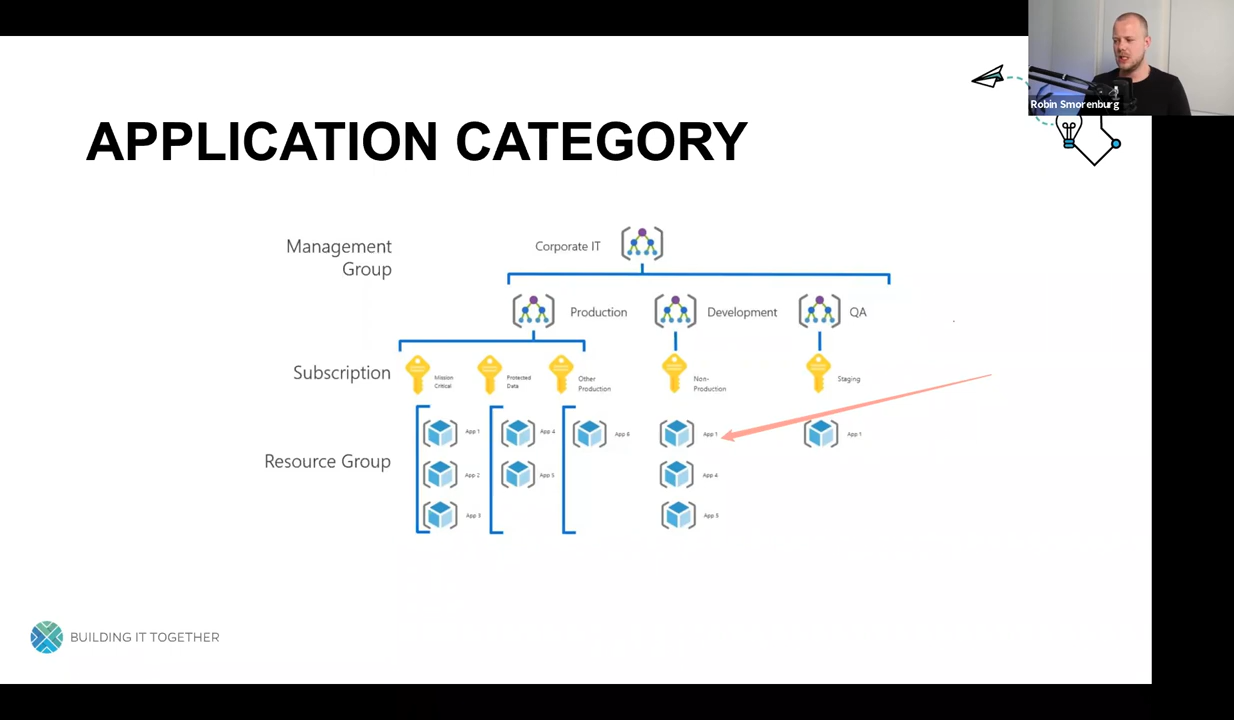 Robin Smorenburg
APPLICATION CATEGORY
Management
Group
Corporate IT
Production
Development
QA
Subscription
Mission
Critical
Protected
Data
Other
Production
Non-
Production
Staging
Resource Group
App 1
App 4
App 6
App 1
App 1
App 2
App 5
App 4
App 3
App 5
BUILDING IT TOGETHER